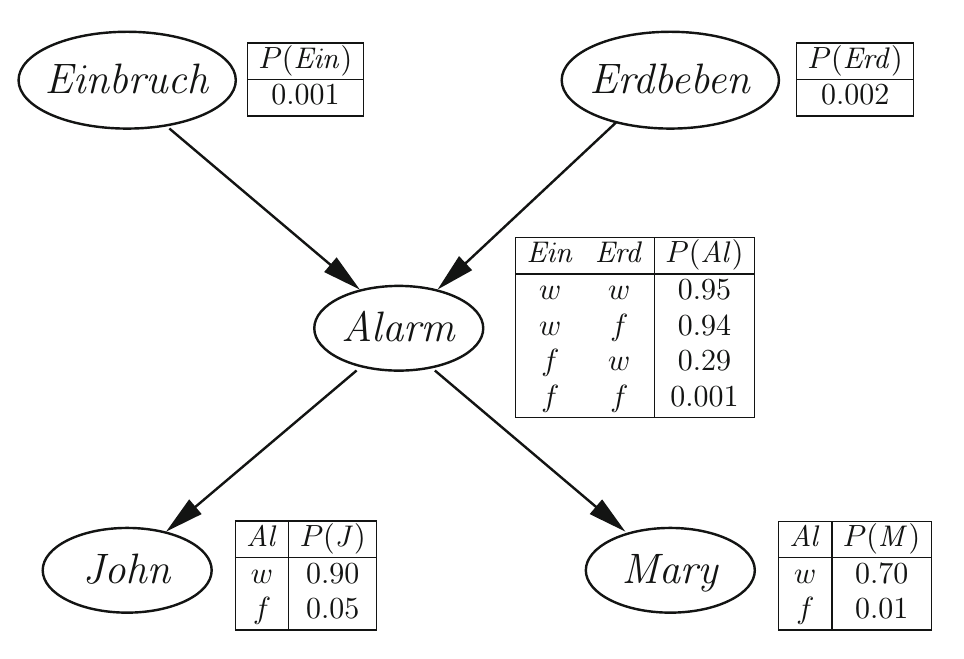 Einbruch
P(Ein)
0.001
Erdbeben
P(Erd)
0.002
Alarm
Ein Erd P(Al)
w w 0.95
w f 0.94
f w 0.29
f f 0.001
John
Al P(J)
w 0.90
f 0.05
Mary
Al P(M)
w 0.70
f 0.01